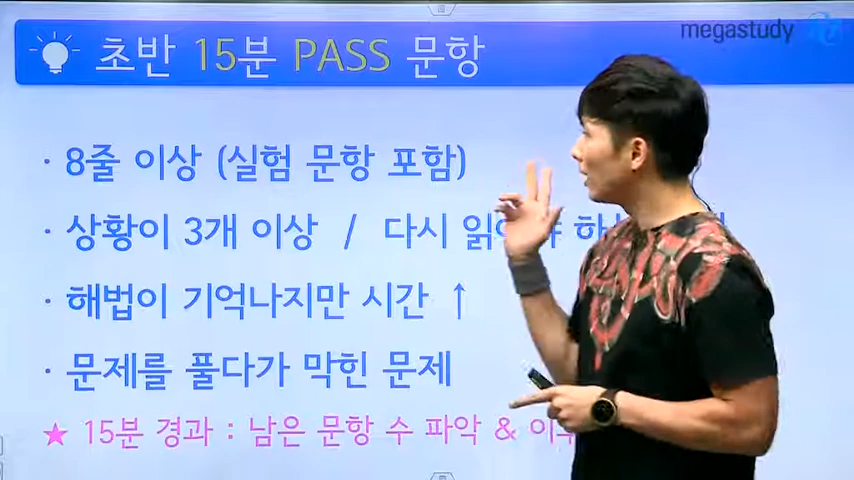 megastudy
초반 15분 PASS 문항
· 8줄 이상 (실험 문항 포함)
· 상황이 3개 이상 / 다시
· 해법이 기억나지만 시간 ↑
· 문제를 풀다가 막힌 문제
★ 15분 경과 : 남은 문항 수 파악 &